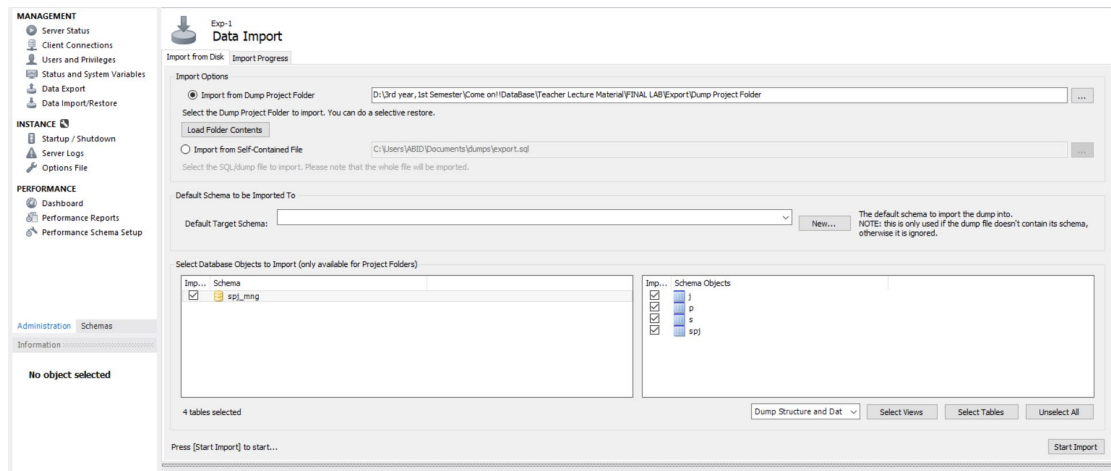 MANAGEMENT
Server Status
Client Connections
Users and Privileges
Status and System Variables
Data Export
Data Import/Restore
INSTANCE
Startup / Shutdown
Server Logs
Options File
PERFORMANCE
Dashboard
Performance Reports
Performance Schema Setup
Administration Schemas
Information
No object selected
Exp-1
Data Import
Import from Disk Import Progress
Import Options
Import from Dump Project Folder D:\3rd year,1st Semester\Come on!!DataBase\Teacher Lecture Material\FINAL LAB\Export\Dump Project Folder ...
Select the Dump Project Folder to import. You can do a selective restore.
Load Folder Contents
Import from Self-Contained File C:\Users\ABID\Documents\dumps\export.sql ...
Select the SQL/dump file to import. Please note that the whole file will be imported.
Default Schema to be Imported To
Default Target Schema: New...
The default schema to import the dump into.
NOTE: this is only used if the dump file doesn't contain its schema,
otherwise it is ignored.
Select Database Objects to Import (only available for Project Folders)
Imp... Schema
spj_mng
Imp... Schema Objects
j
p
s
spj
4 tables selected
Dump Structure and Dat Select Views Select Tables Unselect All
Press [Start Import] to start...
Start Import